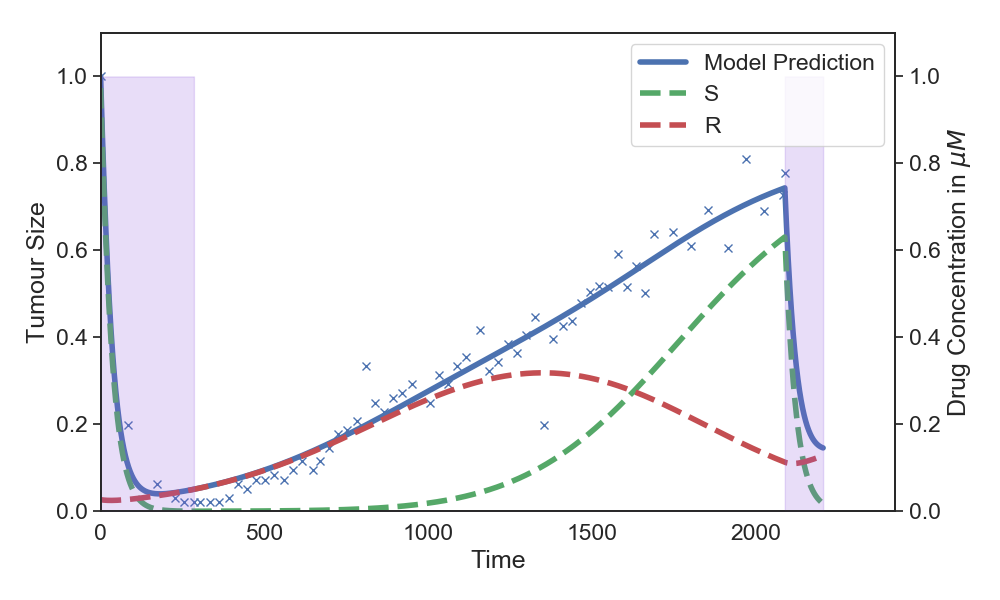 Model Prediction
S
R
1.0
0.8
0.6
0.4
0.2
0.0
Tumour Size
1.0
0.8
0.6
0.4
0.2
0.0
Drug Concentration in μM
0
500
1000
1500
2000
Time